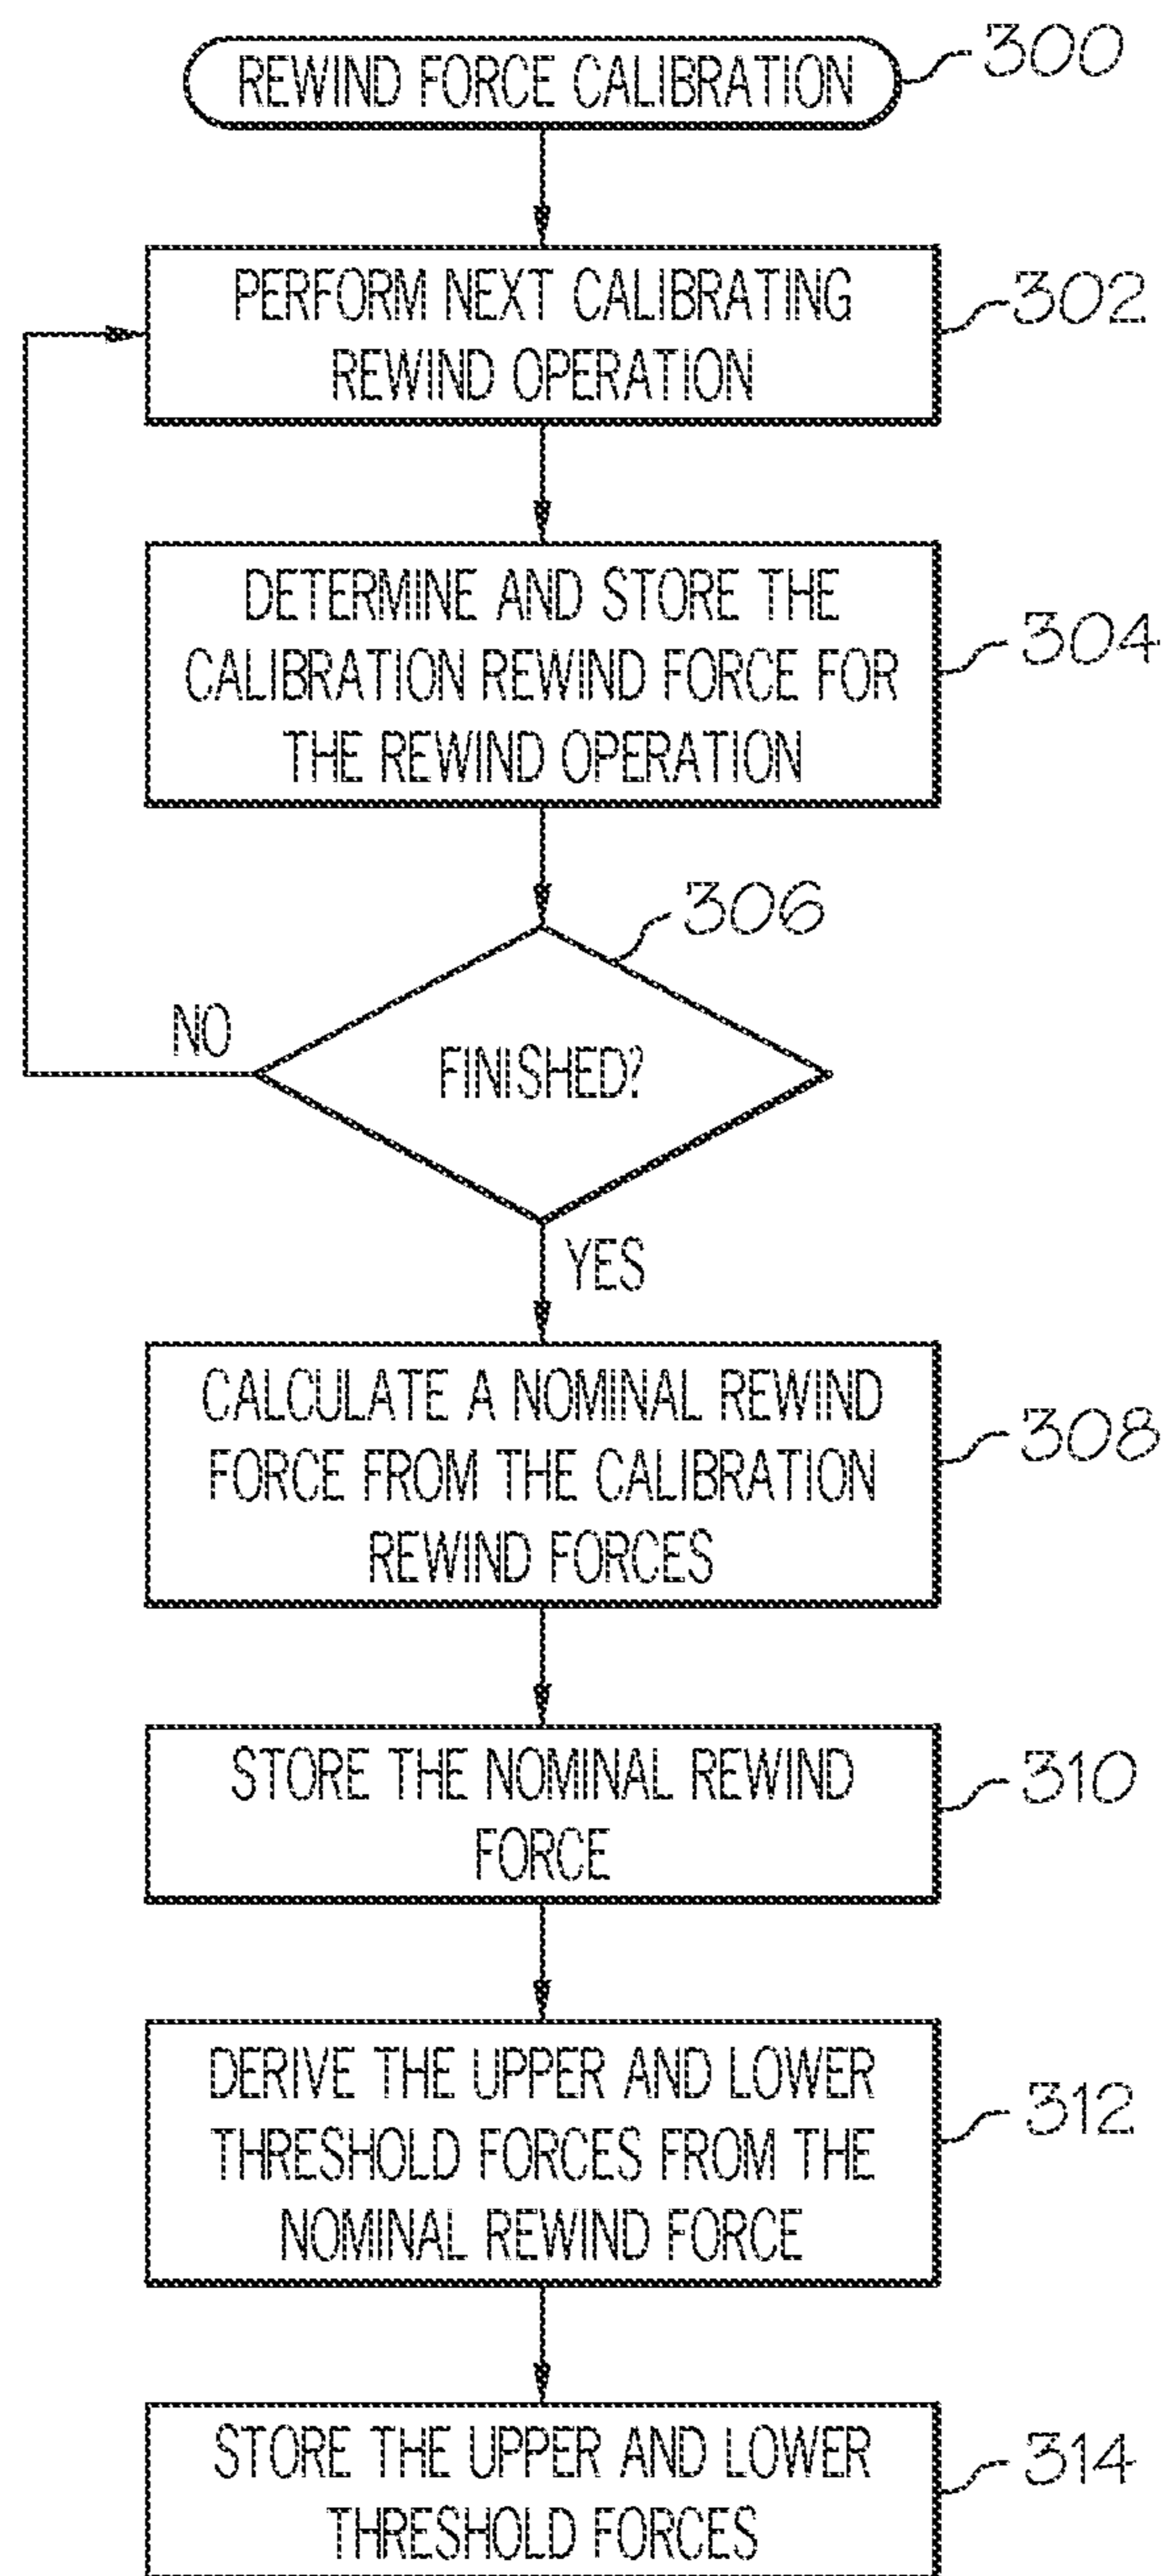 REWIND FORCE CALIBRATION
300
PERFORM NEXT CALIBRATING
REWIND OPERATION
302
DETERMINE AND STORE THE
CALIBRATION REWIND FORCE FOR
THE REWIND OPERATION
304
306
NO
FINISHED?
YES
CALCULATE A NOMINAL REWIND
FORCE FROM THE CALIBRATION
REWIND FORCES
308
STORE THE NOMINAL REWIND
FORCE
310
DERIVE THE UPPER AND LOWER
THRESHOLD FORCES FROM THE
NOMINAL REWIND FORCE
312
STORE THE UPPER AND LOWER
THRESHOLD FORCES
314